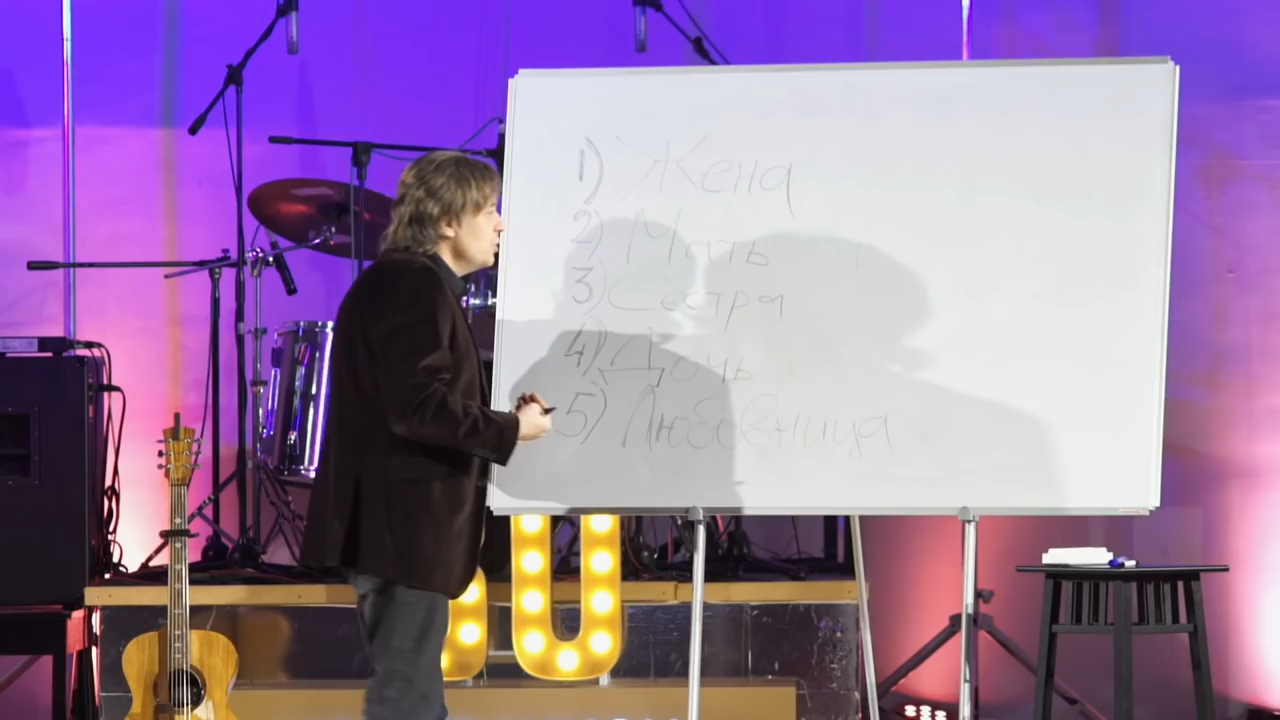 1) Жена
2) Мать
3) Сестра
4) Дочь
5) Любовница
U